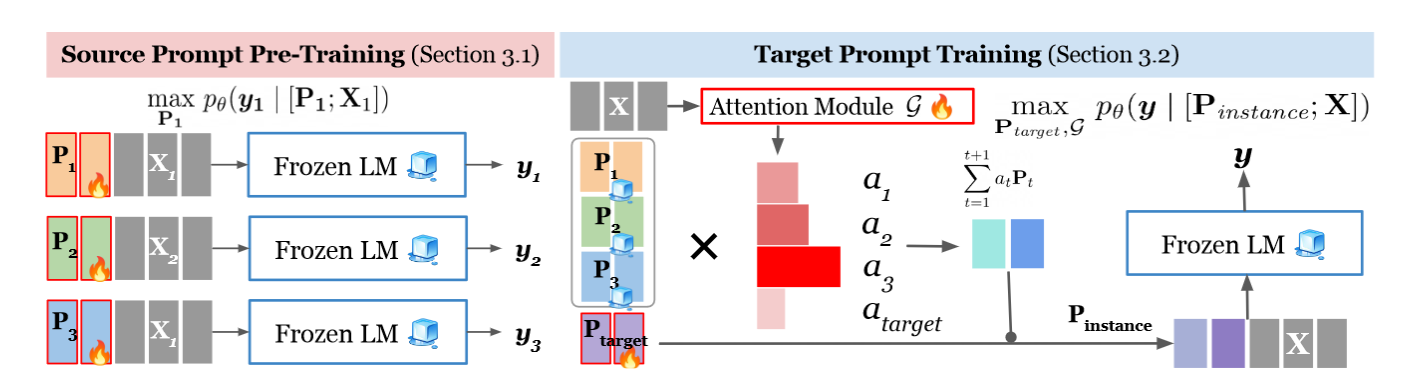 Source Prompt Pre-Training (Section 3.1)
max p_θ(y_1 | [P_1; X_1])
P_1
P_1 X_1 Frozen LM y_1
P_2 X_2 Frozen LM y_2
P_3 X_1 Frozen LM y_3
Target Prompt Training (Section 3.2)
X Attention Module G
max p_θ(y | [P_instance; X])
P_target, G
P_1
P_2
P_3
P_target
×
a_1
a_2
a_3
a_target
t+1
∑ a_t P_t
t=1
y
Frozen LM
P_instance
X